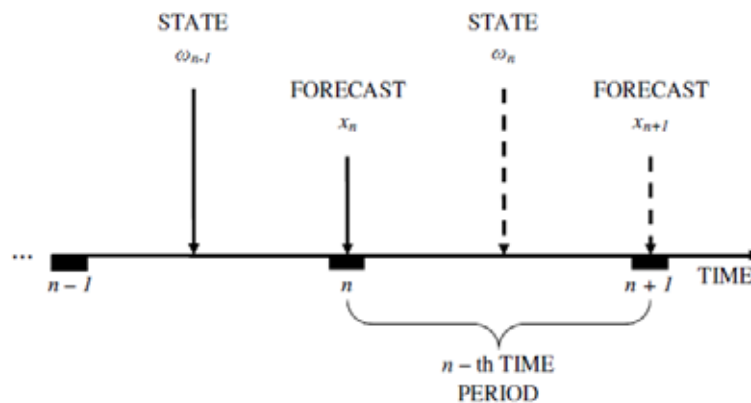 STATE
ωn-1
STATE
ωn
FORECAST
xn
FORECAST
xn+1
...
n – 1
n
n + 1
TIME
n – th TIME
PERIOD